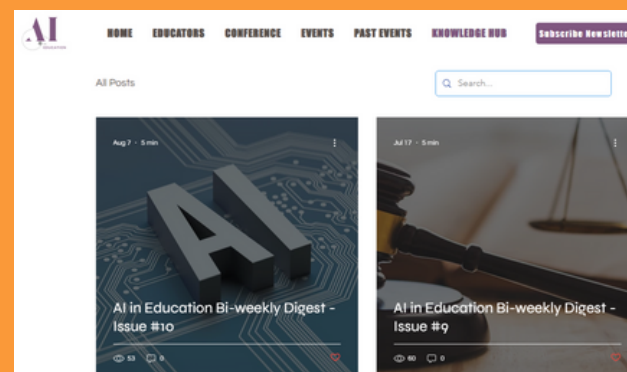 AI
EDUCATION
HOME EDUCATORS CONFERENCE EVENTS PAST EVENTS KNOWLEDGE HUB Subscribe Newslette
All Posts
Search...
Aug 7 · 5 min
AI
AI in Education Bi-weekly Digest -
Issue #10
53 0
Jul 17 · 5 min
AI in Education Bi-weekly Digest -
Issue #9
60 0